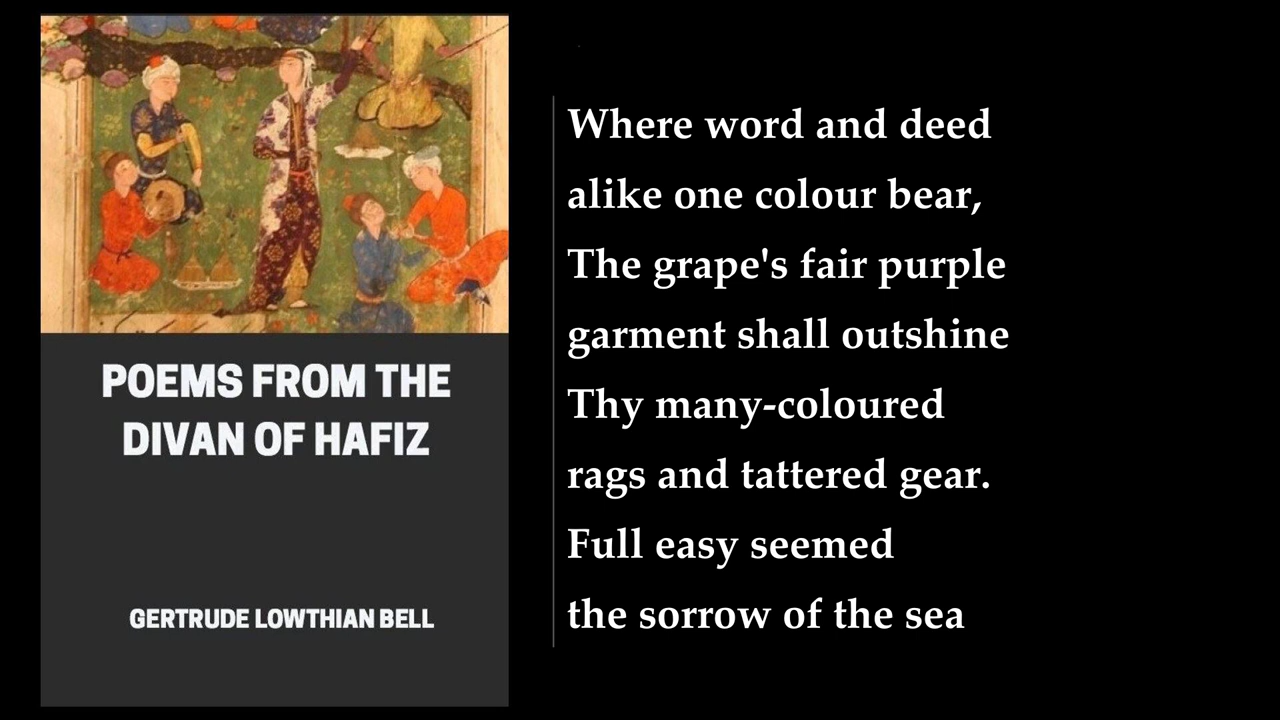 POEMS FROM THE
DIVAN OF HAFIZ
GERTRUDE LOWTHIAN BELL
Where word and deed
alike one colour bear,
The grape's fair purple
garment shall outshine
Thy many-coloured
rags and tattered gear.
Full easy seemed
the sorrow of the sea